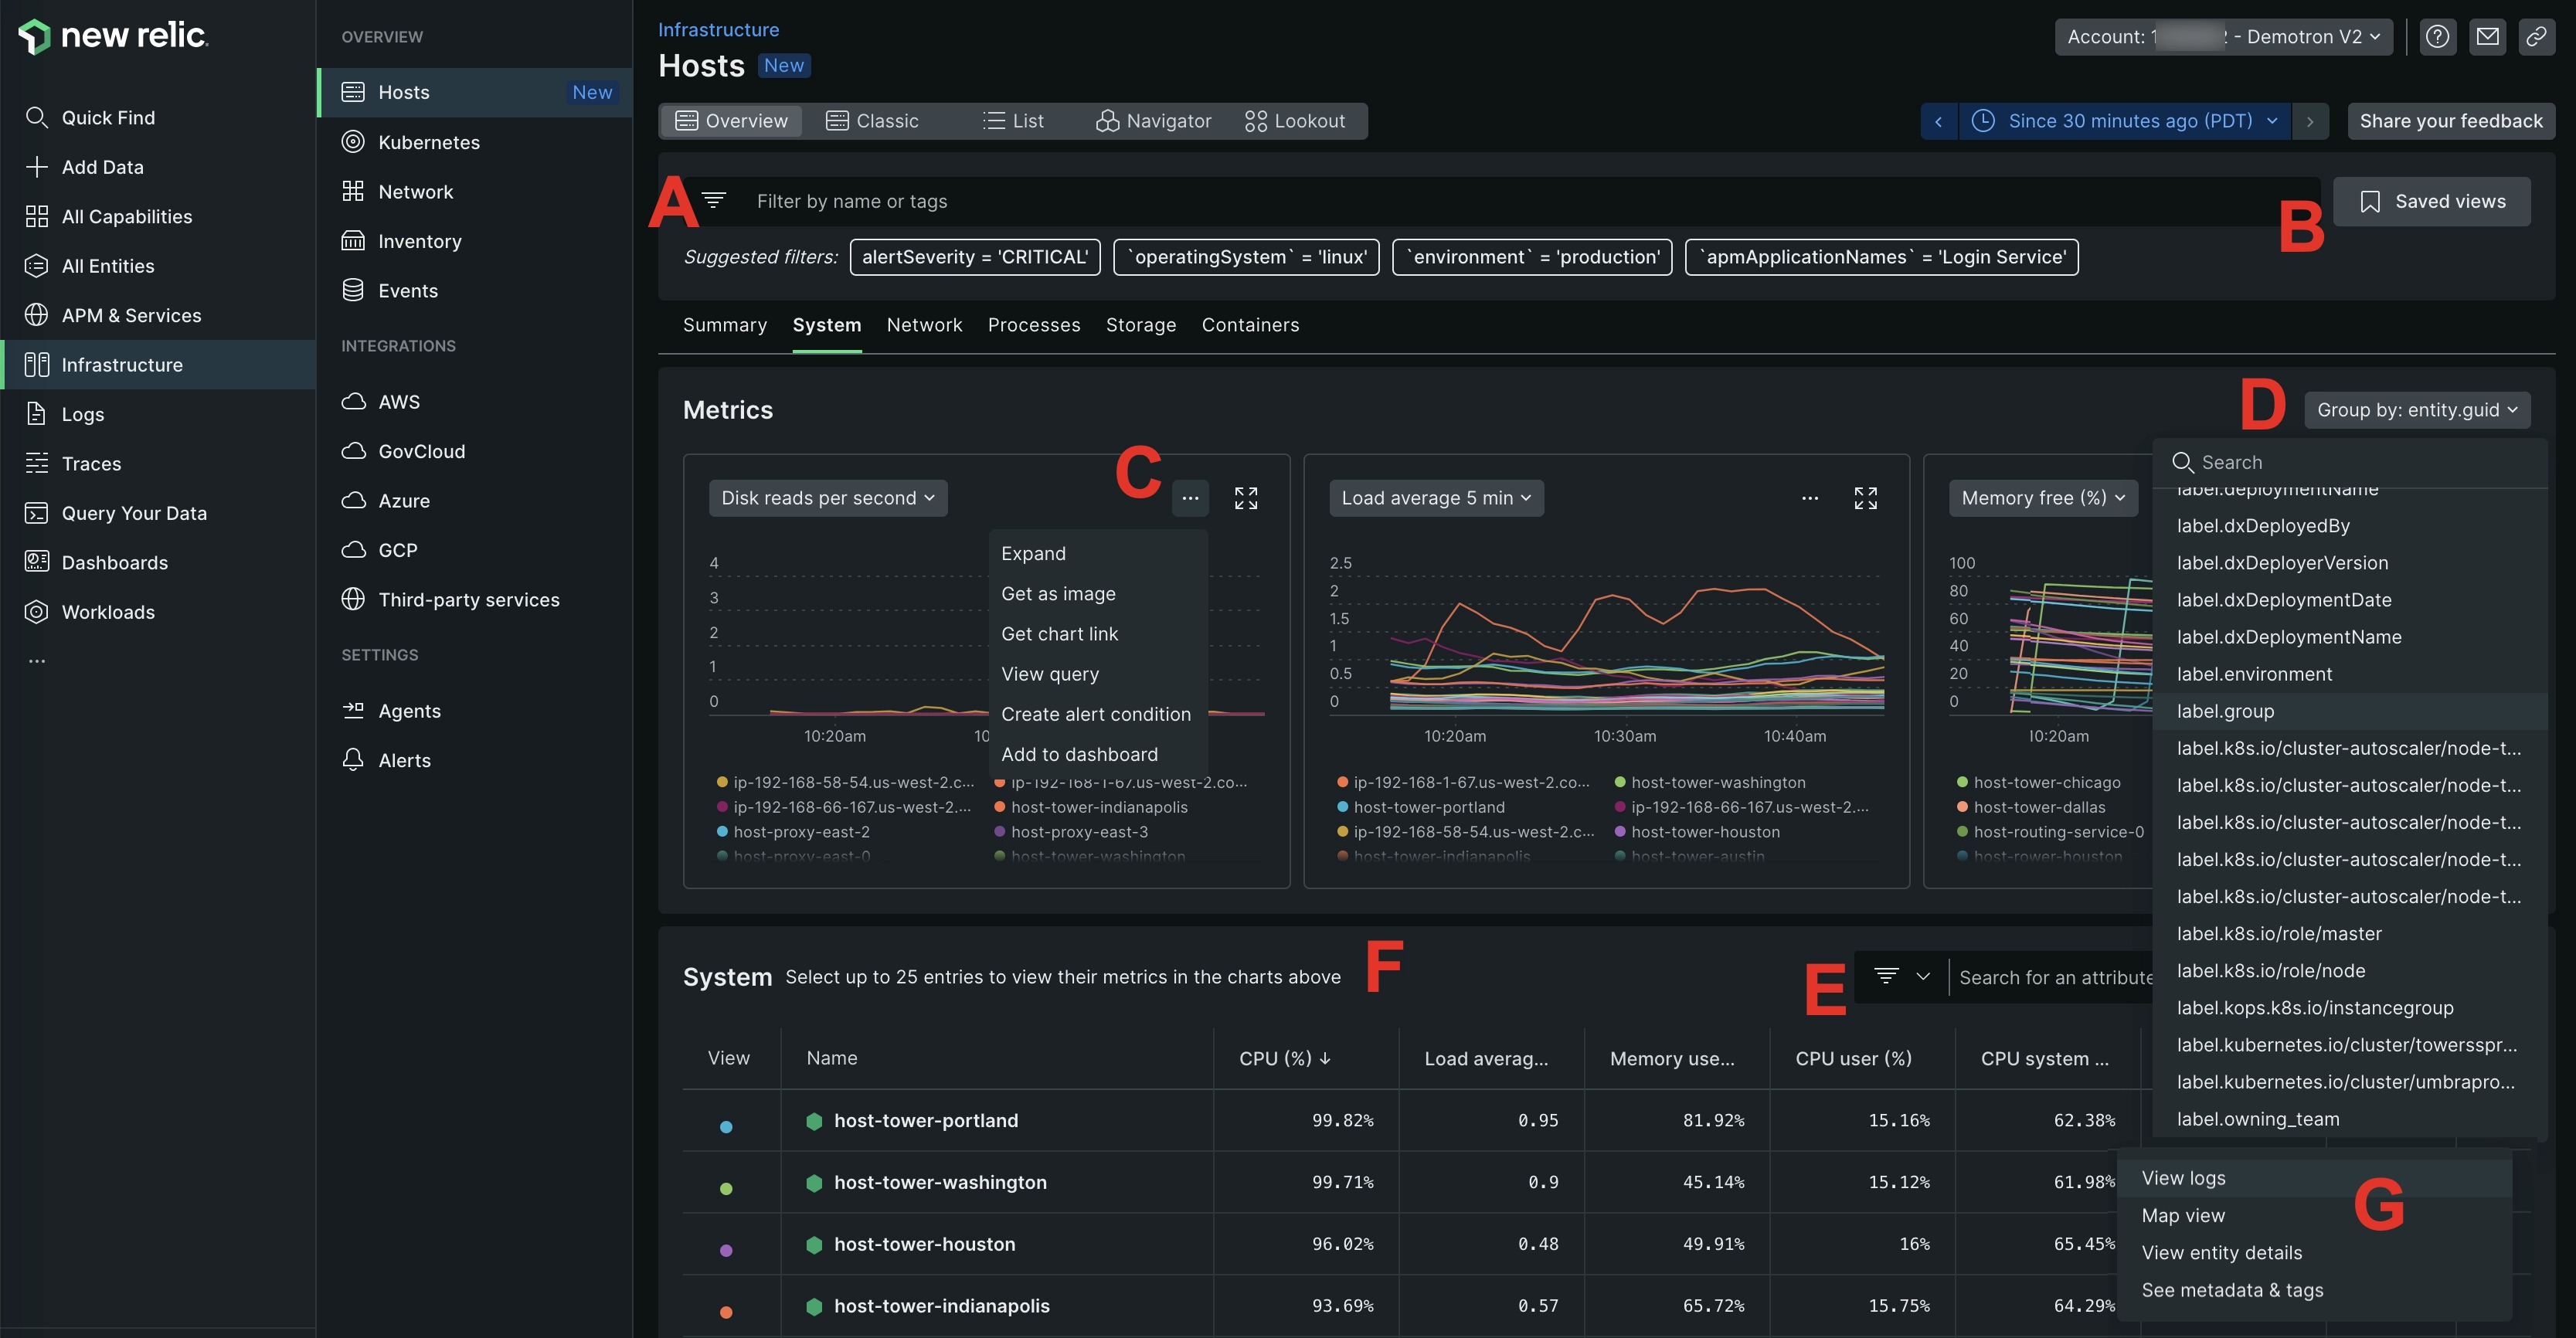 new relic.
Quick Find
Add Data
All Capabilities
All Entities
APM & Services
Infrastructure
Logs
Traces
Query Your Data
Dashboards
Workloads
...
OVERVIEW
Hosts New
Kubernetes
Network
Inventory
Events
INTEGRATIONS
AWS
GovCloud
Azure
GCP
Third-party services
SETTINGS
Agents
Alerts
Infrastructure
Hosts New
Account: 1 2 - Demotron V2
Overview Classic List Navigator Lookout
Since 30 minutes ago (PDT)
Share your feedback
A
Filter by name or tags
B
Saved views
Suggested filters: alertSeverity = 'CRITICAL' `operatingSystem` = 'linux' `environment` = 'production' `apmApplicationNames` = 'Login Service'
Summary System Network Processes Storage Containers
Metrics
D
Group by: entity.guid
C
Disk reads per second
...
Expand
Get as image
Get chart link
View query
Create alert condition
Add to dashboard
4
3
2
1
0
10:20am 10
ip-192-168-58-54.us-west-2.c... ip-192-168-1-67.us-west-2.co...
ip-192-168-66-167.us-west-2.... host-tower-indianapolis
host-proxy-east-2 host-proxy-east-3
host-proxy-east-0 host-tower-washington
Load average 5 min
...
2.5
2
1.5
1
0.5
0
10:20am 10:30am 10:40am
ip-192-168-1-67.us-west-2.co... host-tower-washington
host-tower-portland ip-192-168-66-167.us-west-2....
ip-192-168-58-54.us-west-2.c... host-tower-houston
host-tower-indianapolis host-tower-austin
Memory free (%)
100
80
60
40
20
0
10:20am
host-tower-chicago
host-tower-dallas
host-routing-service-0
host-rower-houston
Search
label.deploymentName
label.dxDeployedBy
label.dxDeployerVersion
label.dxDeploymentDate
label.dxDeploymentName
label.environment
label.group
label.k8s.io/cluster-autoscaler/node-t...
label.k8s.io/cluster-autoscaler/node-t...
label.k8s.io/cluster-autoscaler/node-t...
label.k8s.io/cluster-autoscaler/node-t...
label.k8s.io/cluster-autoscaler/node-t...
label.k8s.io/role/master
label.k8s.io/role/node
label.kops.k8s.io/instancegroup
label.kubernetes.io/cluster/towersspr...
label.kubernetes.io/cluster/umbrapro...
label.owning_team
System Select up to 25 entries to view their metrics in the charts above
F
E
Search for an attribute
View Name CPU (%) ↓ Load averag... Memory use... CPU user (%) CPU system ...
host-tower-portland 99.82% 0.95 81.92% 15.16% 62.38%
host-tower-washington 99.71% 0.9 45.14% 15.12% 61.98%
host-tower-houston 96.02% 0.48 49.91% 16% 65.45%
host-tower-indianapolis 93.69% 0.57 65.72% 15.75% 64.29%
View logs
Map view
View entity details
See metadata & tags
G